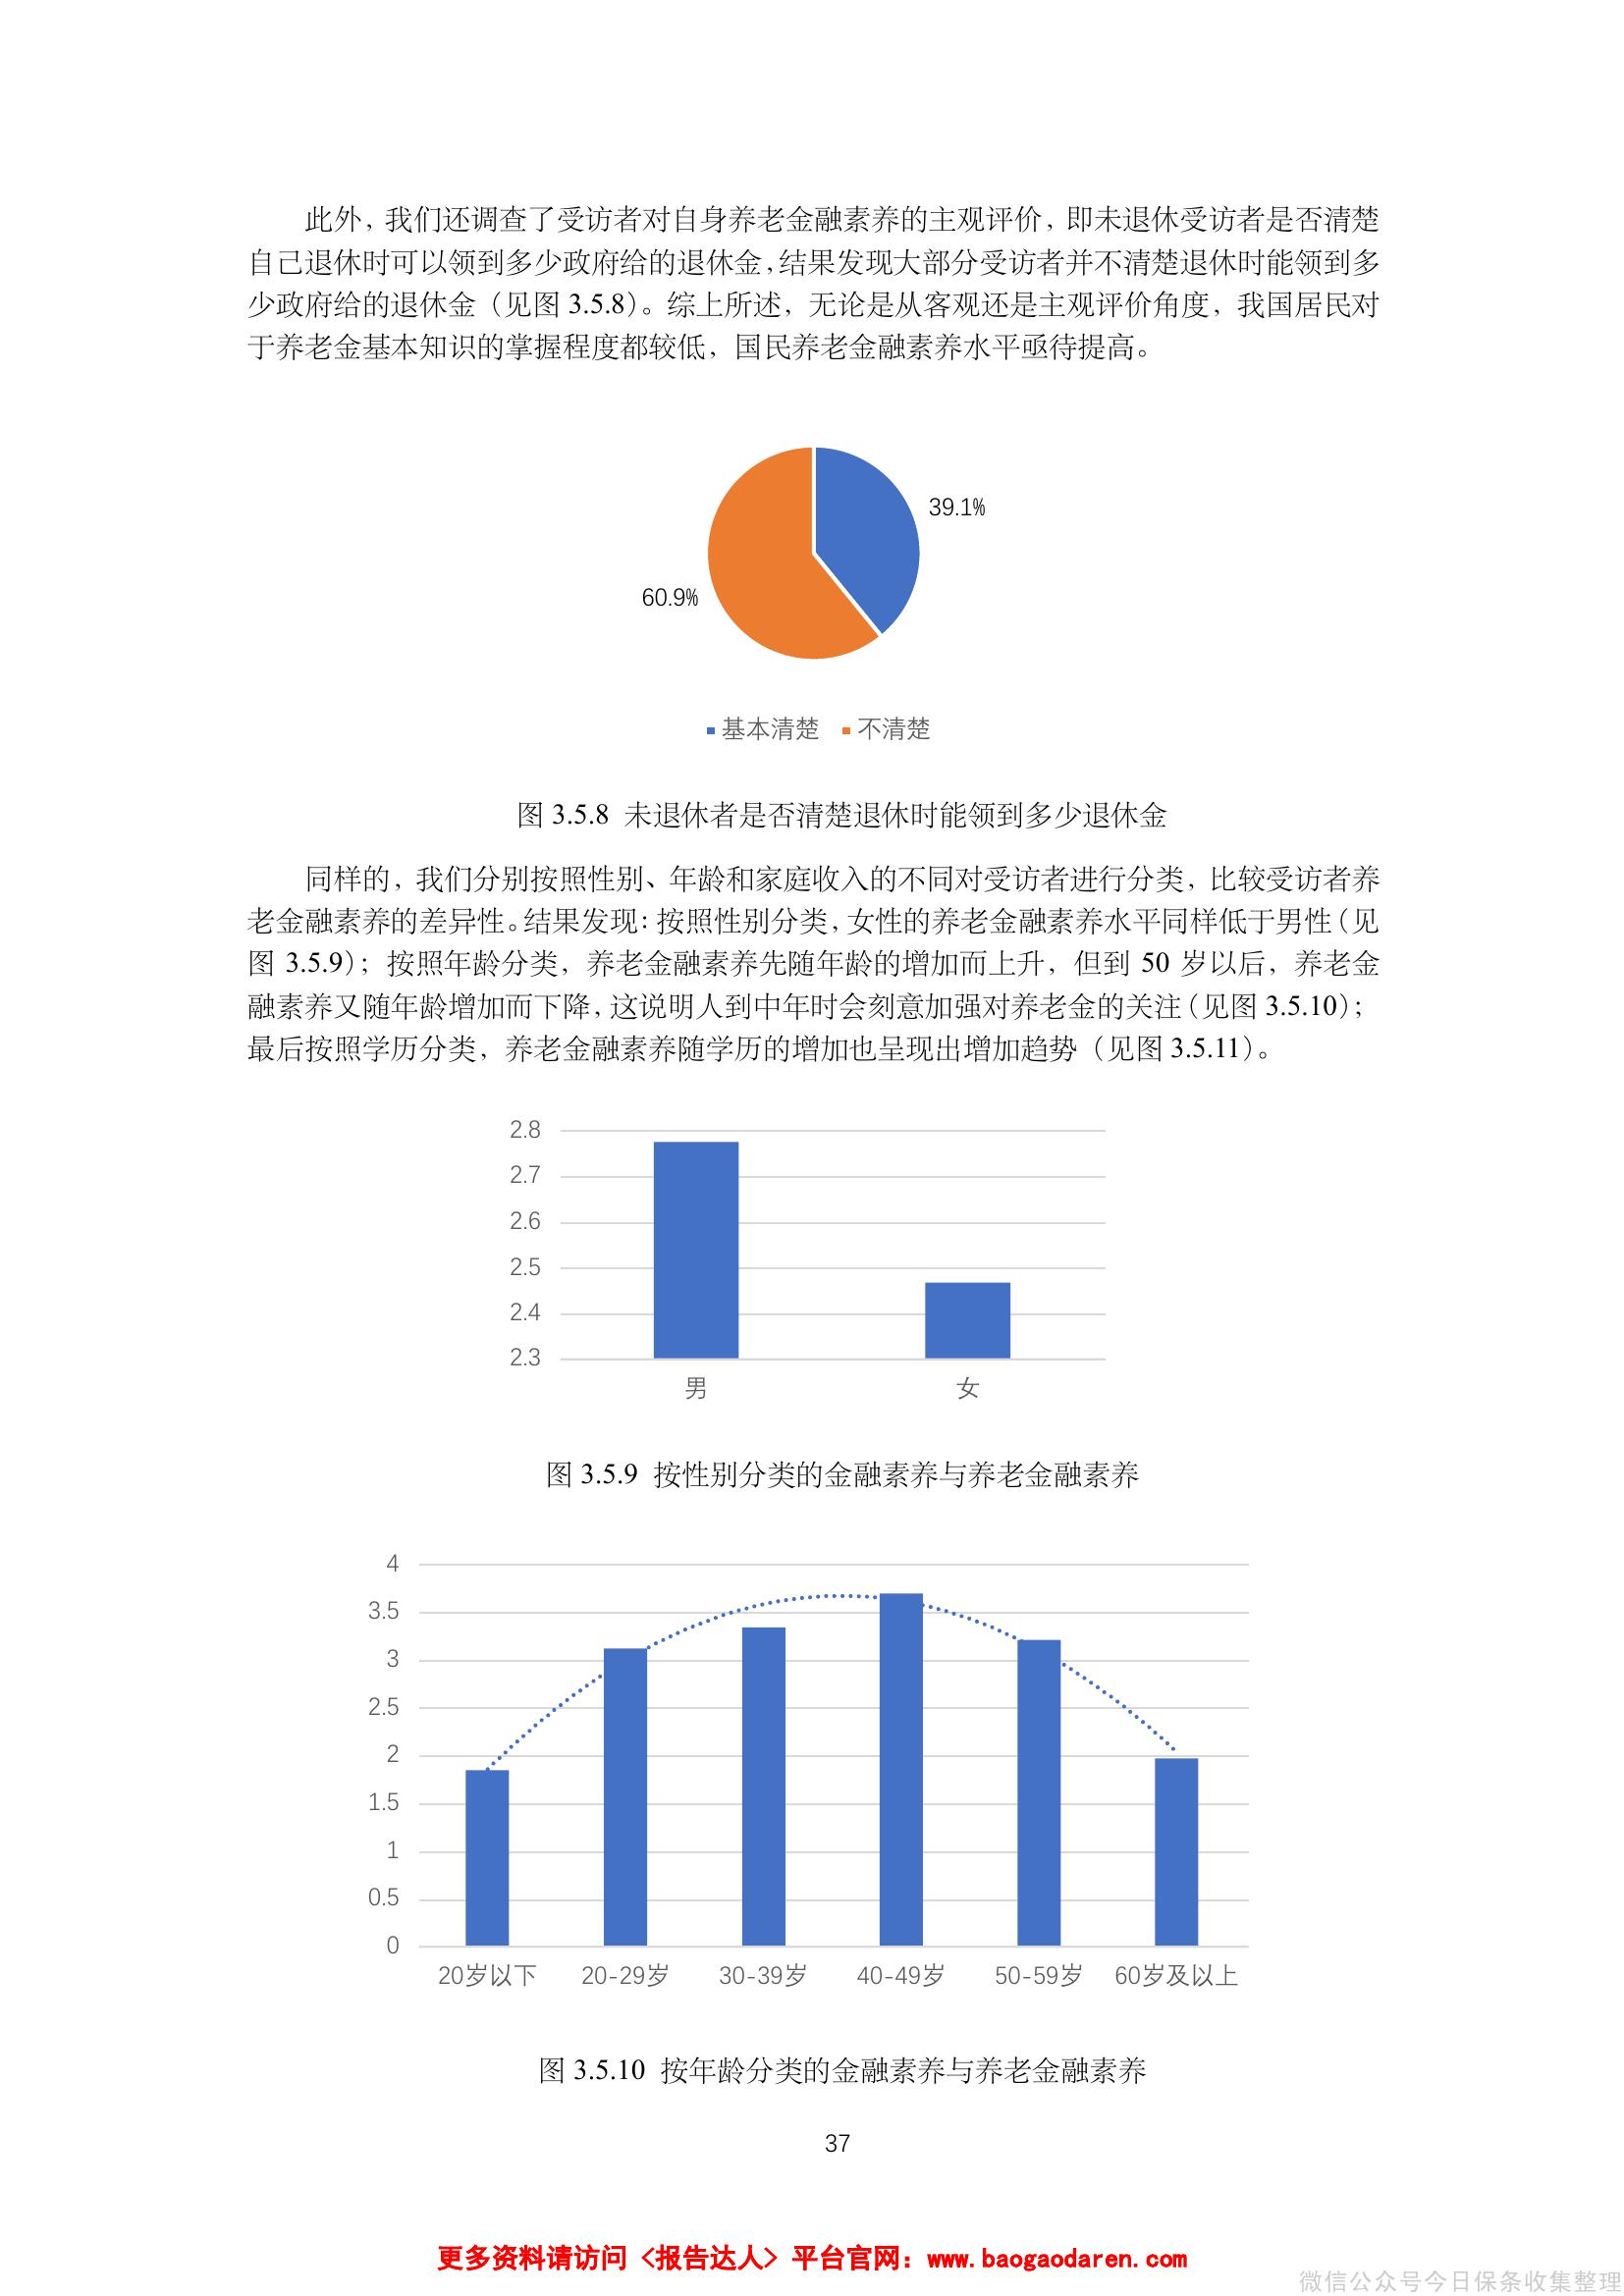 此外，我们还调查了受访者对自身养老金融素养的主观评价，即未退休受访者是否清楚
自己退休时可以领到多少政府给的退休金，结果发现大部分受访者并不清楚退休时能领到多
少政府给的退休金（见图 3.5.8）。综上所述，无论是从客观还是主观评价角度，我国居民对
于养老金基本知识的掌握程度都较低，国民养老金融素养水平亟待提高。
39.1%
60.9%
基本清楚 不清楚
图 3.5.8 未退休者是否清楚退休时能领到多少退休金
同样的，我们分别按照性别、年龄和家庭收入的不同对受访者进行分类，比较受访者养
老金融素养的差异性。结果发现：按照性别分类，女性的养老金融素养水平同样低于男性（见
图 3.5.9）；按照年龄分类，养老金融素养先随年龄的增加而上升，但到 50 岁以后，养老金
融素养又随年龄增加而下降，这说明人到中年时会刻意加强对养老金的关注（见图 3.5.10）；
最后按照学历分类，养老金融素养随学历的增加也呈现出增加趋势（见图 3.5.11）。
2.8
2.7
2.6
2.5
2.4
2.3
男 女
图 3.5.9 按性别分类的金融素养与养老金融素养
4
3.5
3
2.5
2
1.5
1
0.5
0
20岁以下 20-29岁 30-39岁 40-49岁 50-59岁 60岁及以上
图 3.5.10 按年龄分类的金融素养与养老金融素养
37
更多资料请访问《报告达人》平台官网：www.baogaodaren.com
微信公众号今日保条收集整理